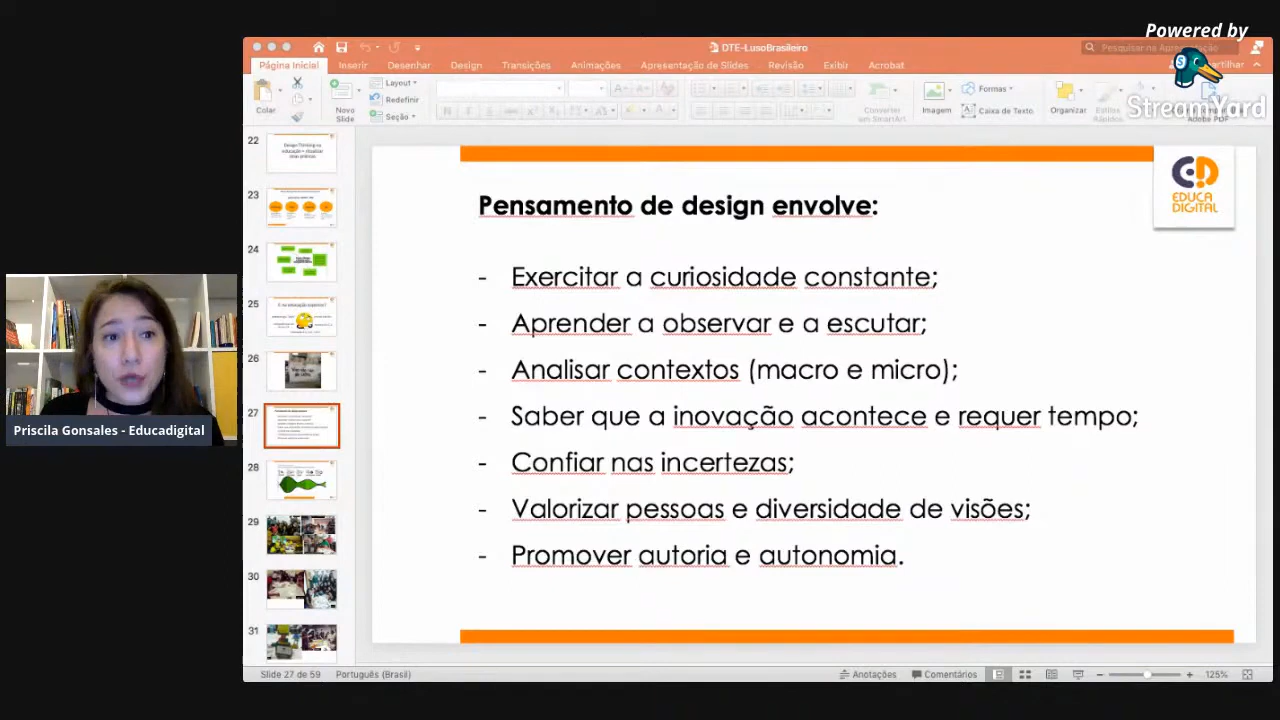 Powered by
StreamYard
DTE-LusoBrasileiro
Pesquisar na Apresentação
Página Inicial
Inserir
Desenhar
Design
Transições
Animações
Apresentação de Slides
Revisão
Exibir
Acrobat
Colar
Novo
Slide
Layout
Redefinir
Seção
Converter
em SmartArt
Imagem
Formas
Caixa de Texto
Organizar
Estilos
Rápidos
Adobe PDF
22
Design Thinking na
23
24
25
26
27
28
29
30
31
EDUCA
DIGITAL
Pensamento de design envolve:
- Exercitar a curiosidade constante;
- Aprender a observar e a escutar;
- Analisar contextos (macro e micro);
- Saber que a inovação acontece e requer tempo;
- Confiar nas incertezas;
- Valorizar pessoas e diversidade de visões;
- Promover autoria e autonomia.
Priscila Gonsales - Educadigital
Slide 27 de 59
Português (Brasil)
Anotações
Comentários
125%